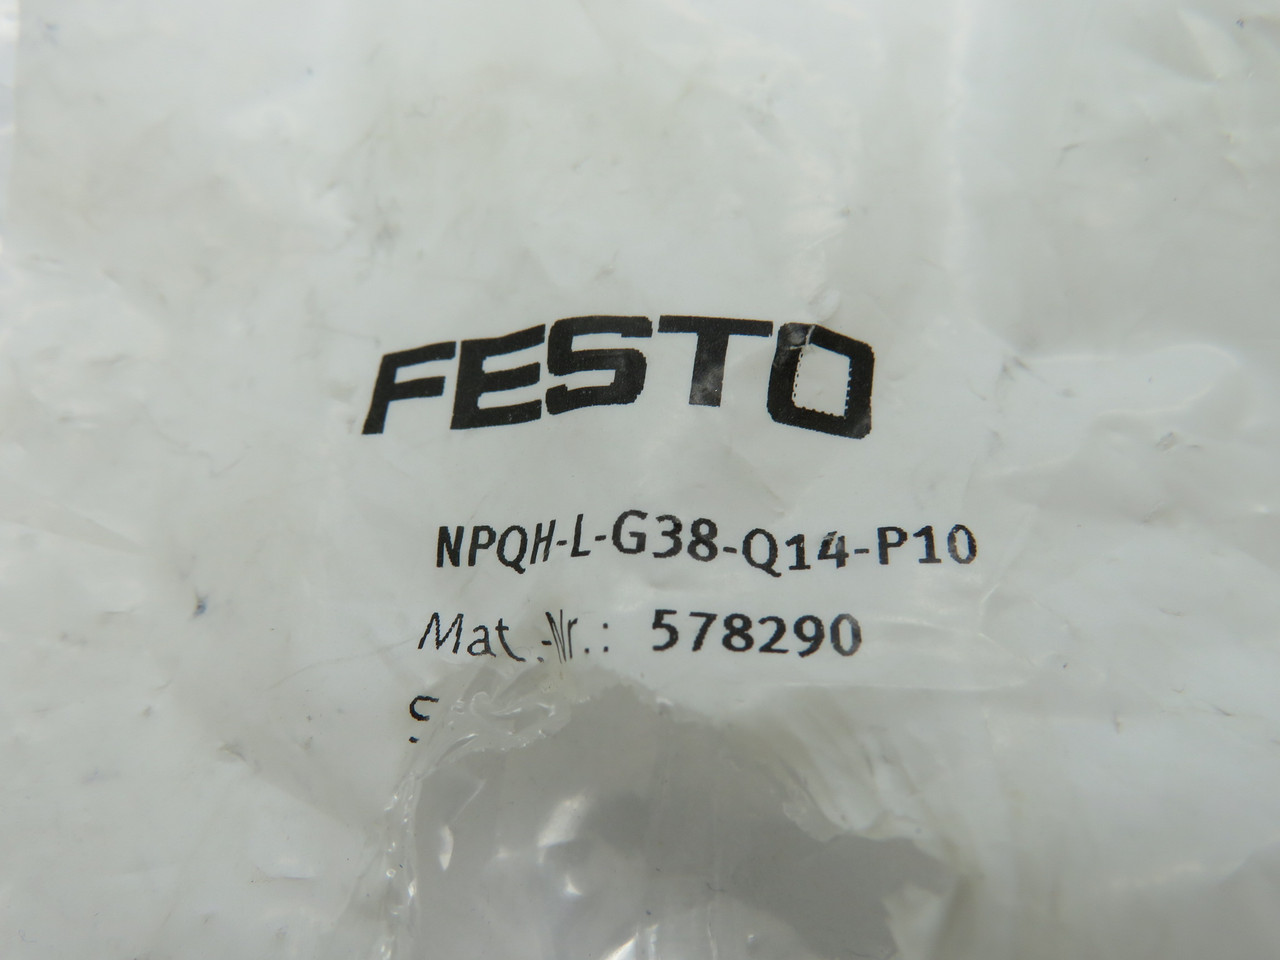 FESTO
NPQH-L-G38-Q14-P10
Mat.-Nr.: 578290
S